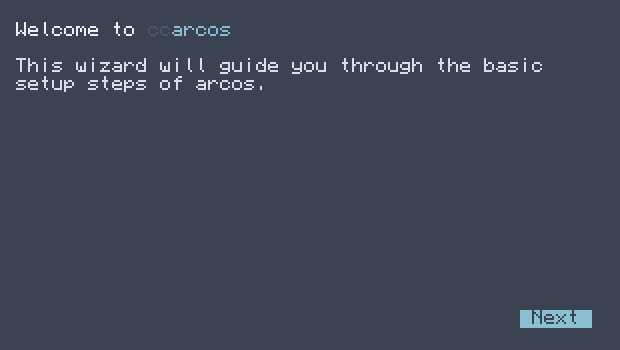 Welcome to ccarcos
This wizard will guide you through the basic
setup steps of arcos.
Next